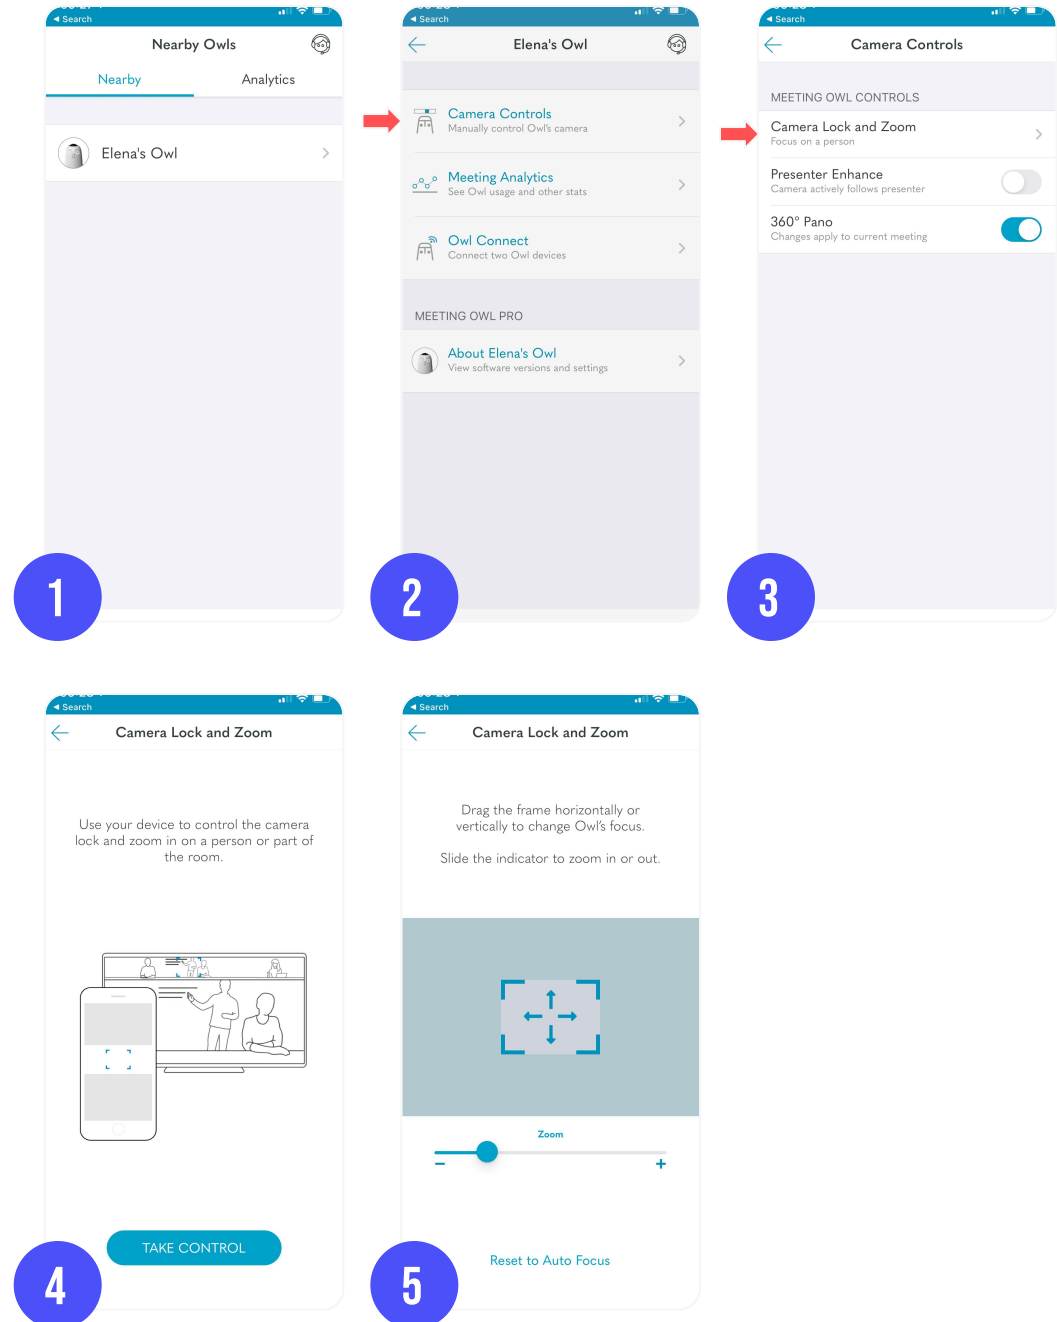 ◄ Search
Nearby Owls
Nearby
Analytics
Elena's Owl
1
◄ Search
Elena's Owl
Camera Controls
Manually control Owl's camera
Meeting Analytics
See Owl usage and other stats
Owl Connect
Connect two Owl devices
MEETING OWL PRO
About Elena's Owl
View software versions and settings
2
◄ Search
Camera Controls
MEETING OWL CONTROLS
Camera Lock and Zoom
Focus on a person
Presenter Enhance
Camera actively follows presenter
360° Pano
Changes apply to current meeting
3
◄ Search
Camera Lock and Zoom
Use your device to control the camera
lock and zoom in on a person or part of
the room.
TAKE CONTROL
4
◄ Search
Camera Lock and Zoom
Drag the frame horizontally or
vertically to change Owl's focus.
Slide the indicator to zoom in or out.
Zoom
− +
Reset to Auto Focus
5